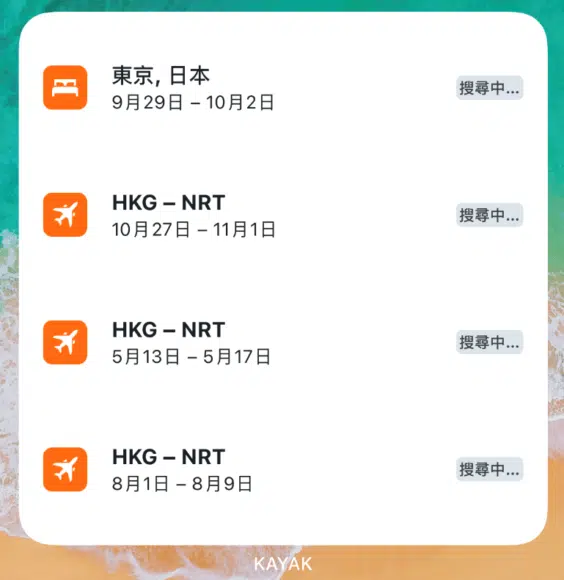 東京, 日本
9月29日 – 10月2日
搜尋中...
HKG – NRT
10月27日 – 11月1日
搜尋中...
HKG – NRT
5月13日 – 5月17日
搜尋中...
HKG – NRT
8月1日 – 8月9日
搜尋中...
KAYAK